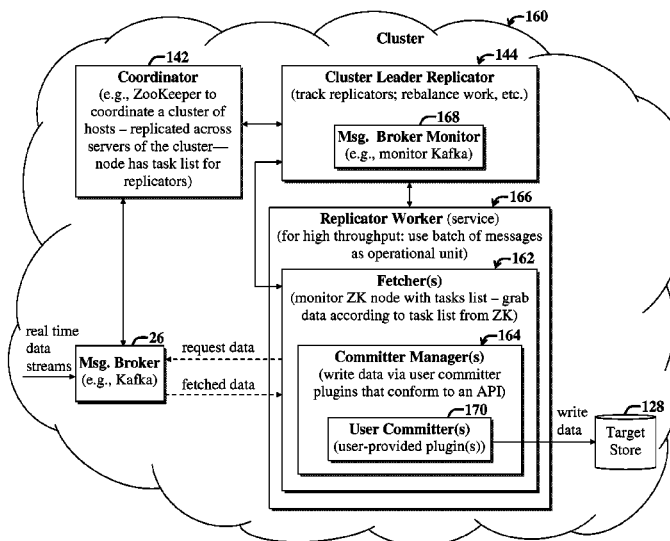 160
Cluster
142
Coordinator
(e.g., ZooKeeper to
coordinate a cluster of
hosts – replicated across
servers of the cluster—
node has task list for
replicators)
144
Cluster Leader Replicator
(track replicators; rebalance work, etc.)
168
Msg. Broker Monitor
(e.g., monitor Kafka)
166
Replicator Worker (service)
(for high throughput: use batch of messages
as operational unit)
162
Fetcher(s)
(monitor ZK node with tasks list – grab
data according to task list from ZK)
real time
data
streams
26
Msg. Broker
(e.g., Kafka)
request data
fetched data
164
Committer Manager(s)
(write data via user committer
plugins that conform to an API)
170
User Committer(s)
(user-provided plugin(s))
write
data
128
Target
Store